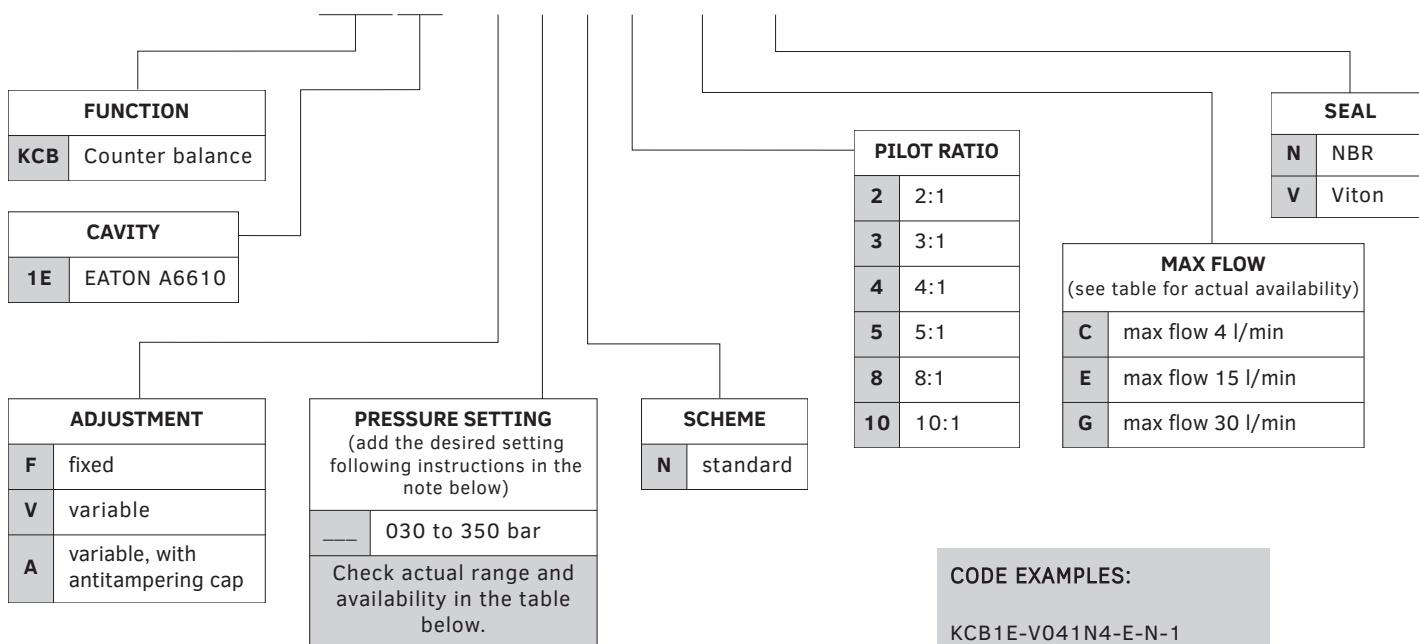 FUNCTION
KCB Counter balance
CAVITY
1E EATON A6610
ADJUSTMENT
F fixed
V variable
A variable, with
antitampering cap
PRESSURE SETTING
(add the desired setting
following instructions in the
note below)
___ 030 to 350 bar
Check actual range and
availability in the table
below.
SCHEME
N standard
PILOT RATIO
2 2:1
3 3:1
4 4:1
5 5:1
8 8:1
10 10:1
MAX FLOW
(see table for actual availability)
C max flow 4 l/min
E max flow 15 l/min
G max flow 30 l/min
SEAL
N NBR
V Viton
CODE EXAMPLES:
KCB1E-V041N4-E-N-1